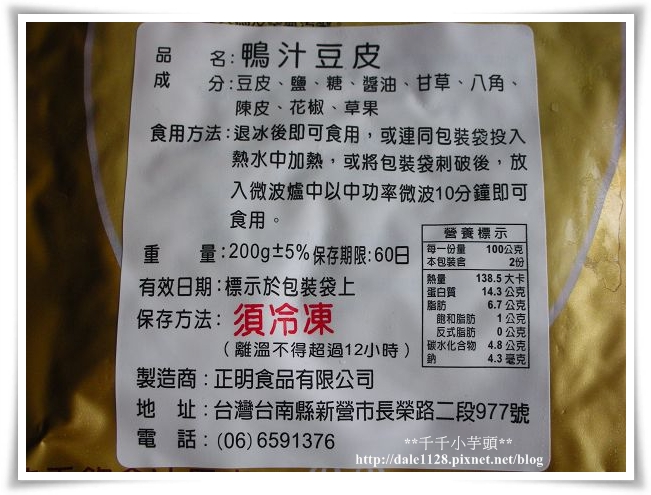 品 名:鴨汁豆皮
成 分:豆皮、鹽、糖、醬油、甘草、八角、
陳皮、花椒、草果
食用方法:退冰後即可食用，或連同包裝袋投入
熱水中加熱，或將包裝袋刺破後，放
入微波爐中以中功率微波10分鐘即可
食用。
重 量:200g±5% 保存期限:60日
有效日期:標示於包裝袋上
保存方法: 須冷凍
(離溫不得超過12小時)
營養標示
每一份量 100公克
本包裝含 2份
熱量 138.5 大卡
蛋白質 14.3 公克
脂肪 6.7 公克
飽和脂肪 1 公克
反式脂肪 0 公克
碳水化合物 4.8 公克
鈉 4.3 毫克
製造商:正明食品有限公司
地 址:台灣台南縣新營市長榮路二段977號
電 話:(06)6591376
**千千小芋頭**
http://dale1128.pixnet.net/blog